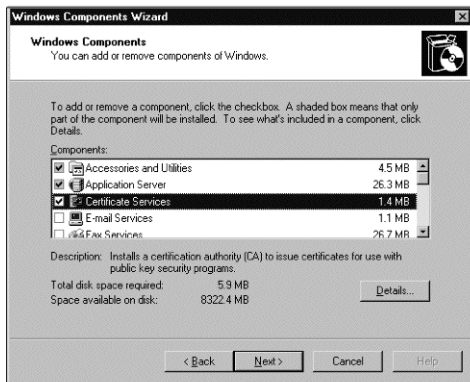 Windows Components Wizard
Windows Components
You can add or remove components of Windows.
To add or remove a component, click the checkbox. A shaded box means that only
part of the component will be installed. To see what's included in a component, click
Details.
Components:
Accessories and Utilities 4.5 MB
Application Server 26.3 MB
Certificate Services 1.4 MB
E-mail Services 1.1 MB
Fax Services 26.7 MB
Description: Installs a certification authority (CA) to issue certificates for use with
public key security programs.
Total disk space required: 5.9 MB
Space available on disk: 8322.4 MB
Details...
< Back
Next >
Cancel
Help